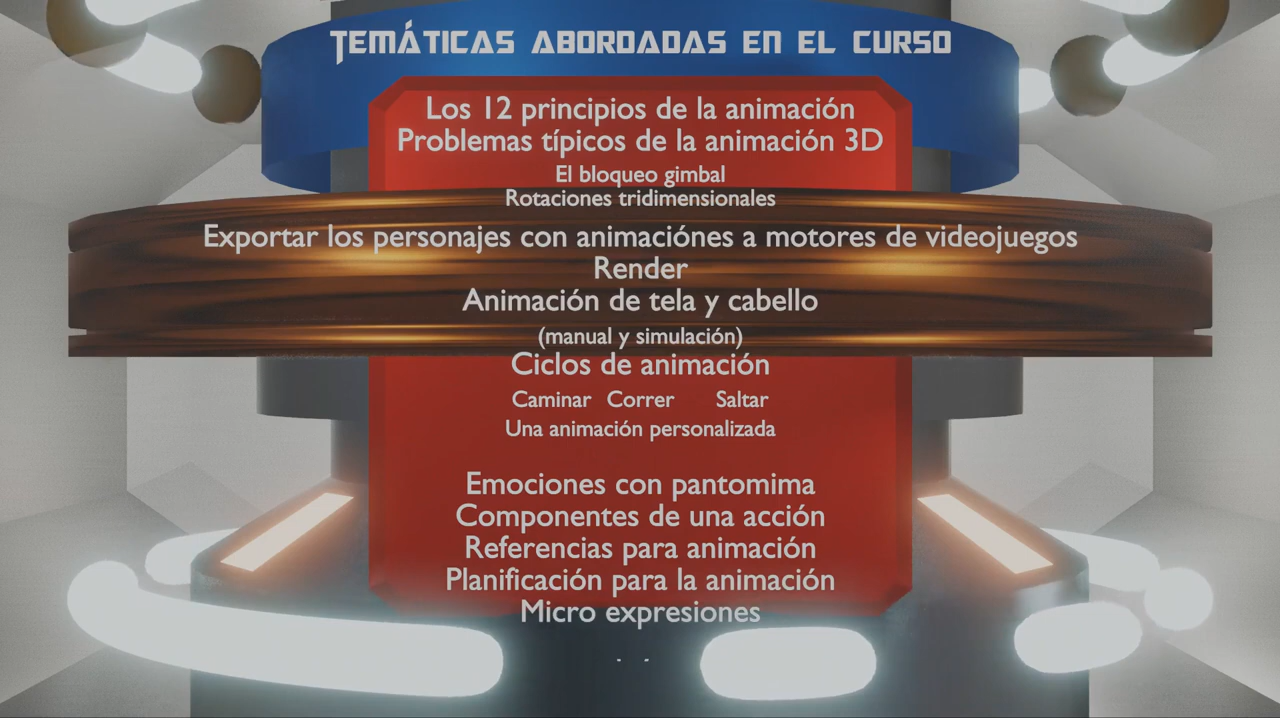 TEMÁTICAS ABORDADAS EN EL CURSO
Los 12 principios de la animación
Problemas típicos de la animación 3D
El bloqueo gimbal
Rotaciones tridimensionales
Exportar los personajes con animaciónes a motores de videojuegos
Render
Animación de tela y cabello
(manual y simulación)
Ciclos de animación
Caminar Correr Saltar
Una animación personalizada
Emociones con pantomima
Componentes de una acción
Referencias para animación
Planificación para la animación
Micro expresiones